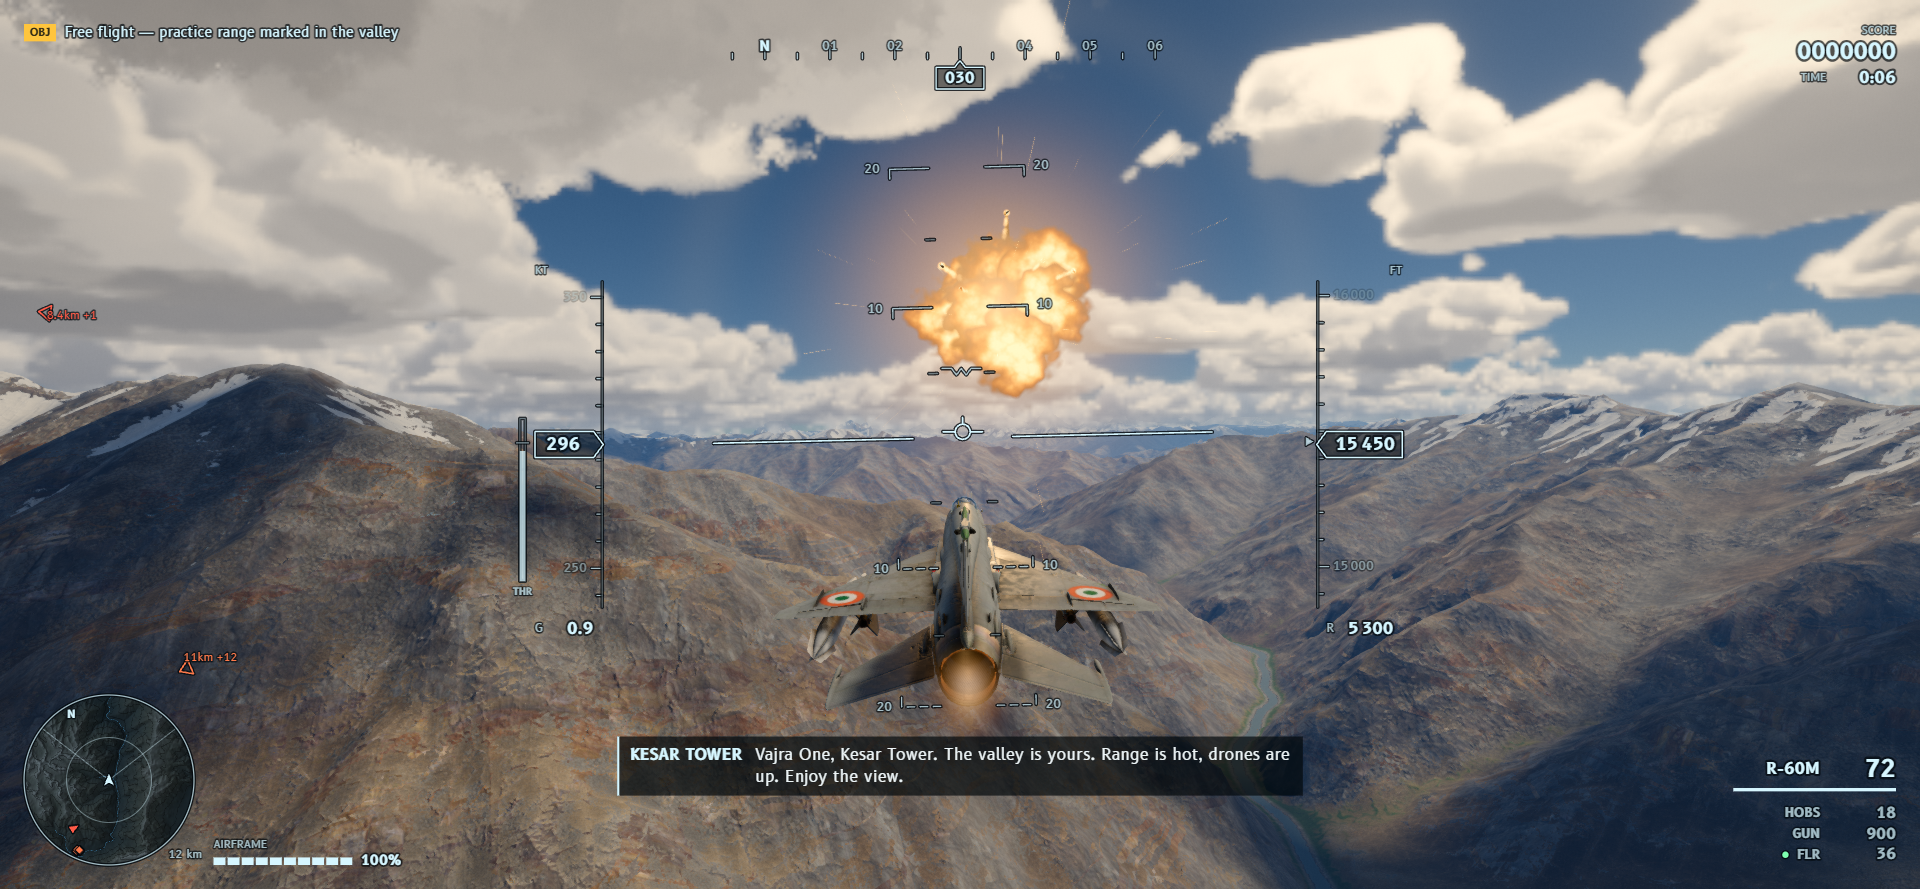 OBJ Free flight — practice range marked in the valley
N 01 02 04 05 06
030
SCORE
0000000
TIME 0:06
20 20
10 10
KT
350
296
250
THR
G 0.9
FT
16 000
15 450
15 000
R 5 300
8.4km +1
11km +12
10 10
20 20
N
12 km
AIRFRAME
100%
KESAR TOWER Vajra One, Kesar Tower. The valley is yours. Range is hot, drones are
up. Enjoy the view.
R-60M 72
HOBS 18
GUN 900
FLR 36